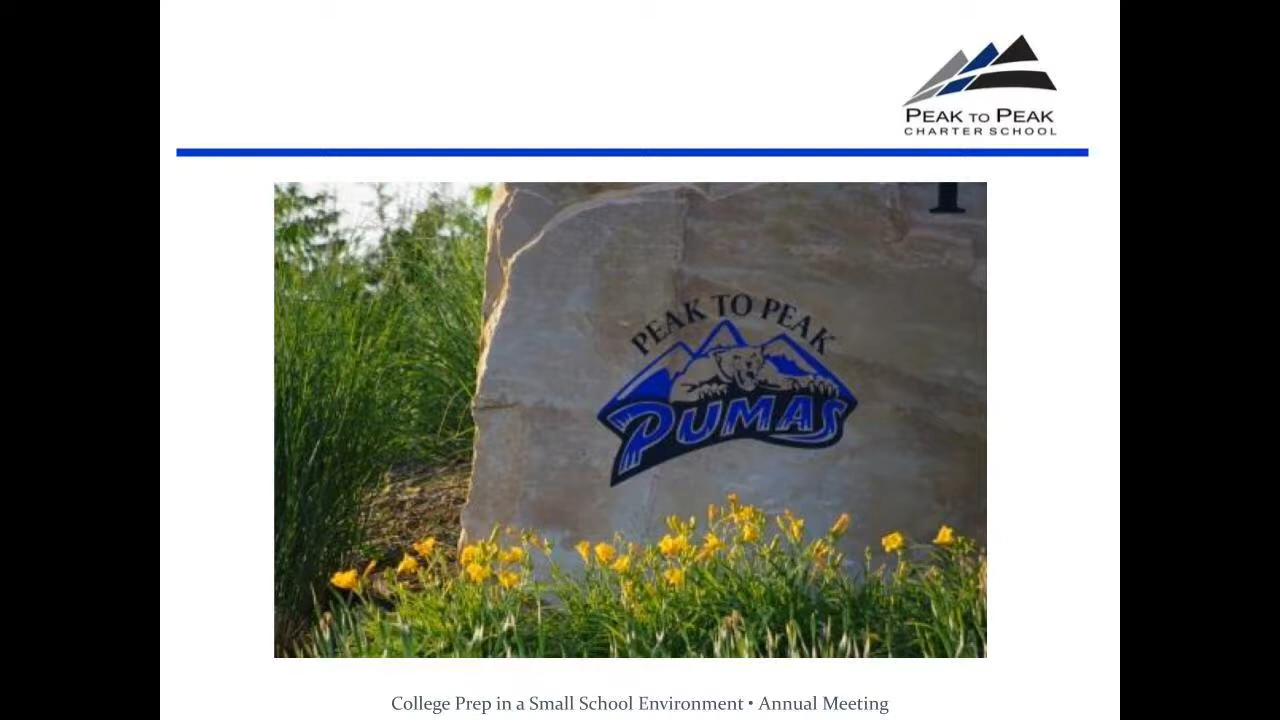 PEAK TO PEAK
CHARTER SCHOOL
PEAK TO PEAK
PUMAS
College Prep in a Small School Environment • Annual Meeting